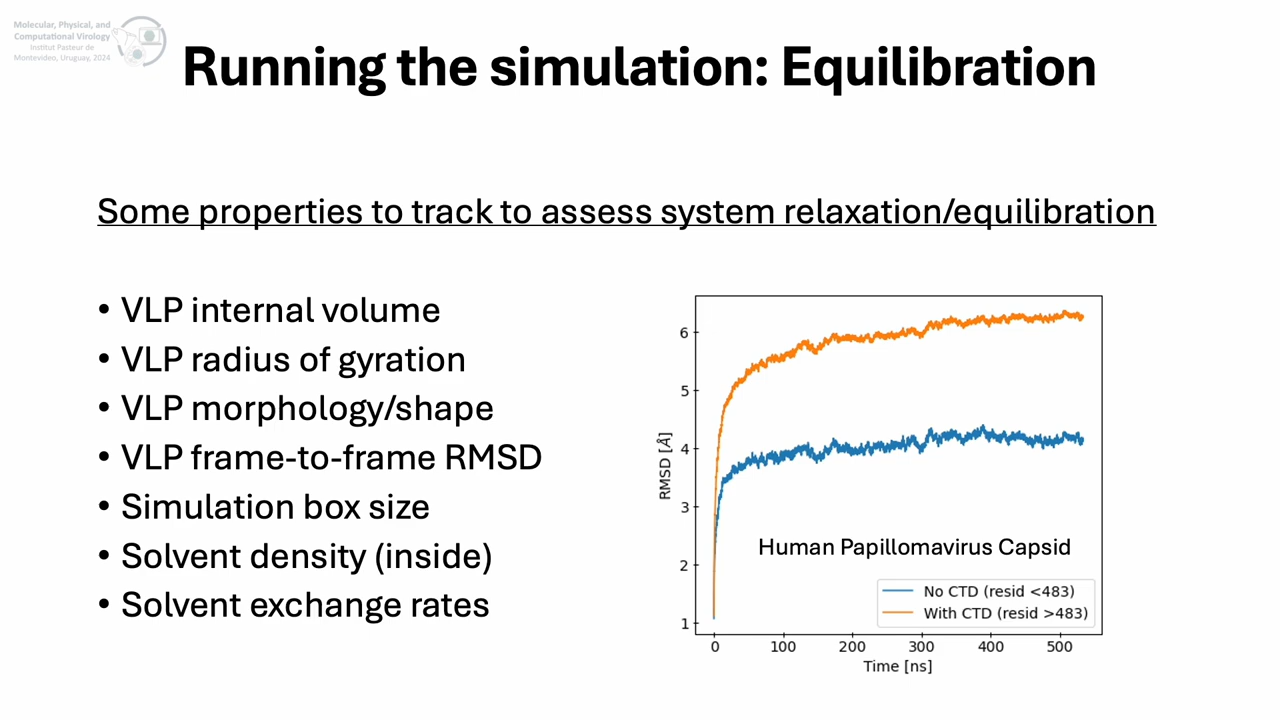 Molecular, Physical, and
Computational Virology
Institut Pasteur de
Montevideo, Uruguay, 2024
Running the simulation: Equilibration
Some properties to track to assess system relaxation/equilibration
• VLP internal volume
• VLP radius of gyration
• VLP morphology/shape
• VLP frame-to-frame RMSD
• Simulation box size
• Solvent density (inside)
• Solvent exchange rates
6
5
4
3
2
1
RMSD [Å]
Human Papillomavirus Capsid
No CTD (resid <483)
With CTD (resid >483)
0 100 200 300 400 500
Time [ns]